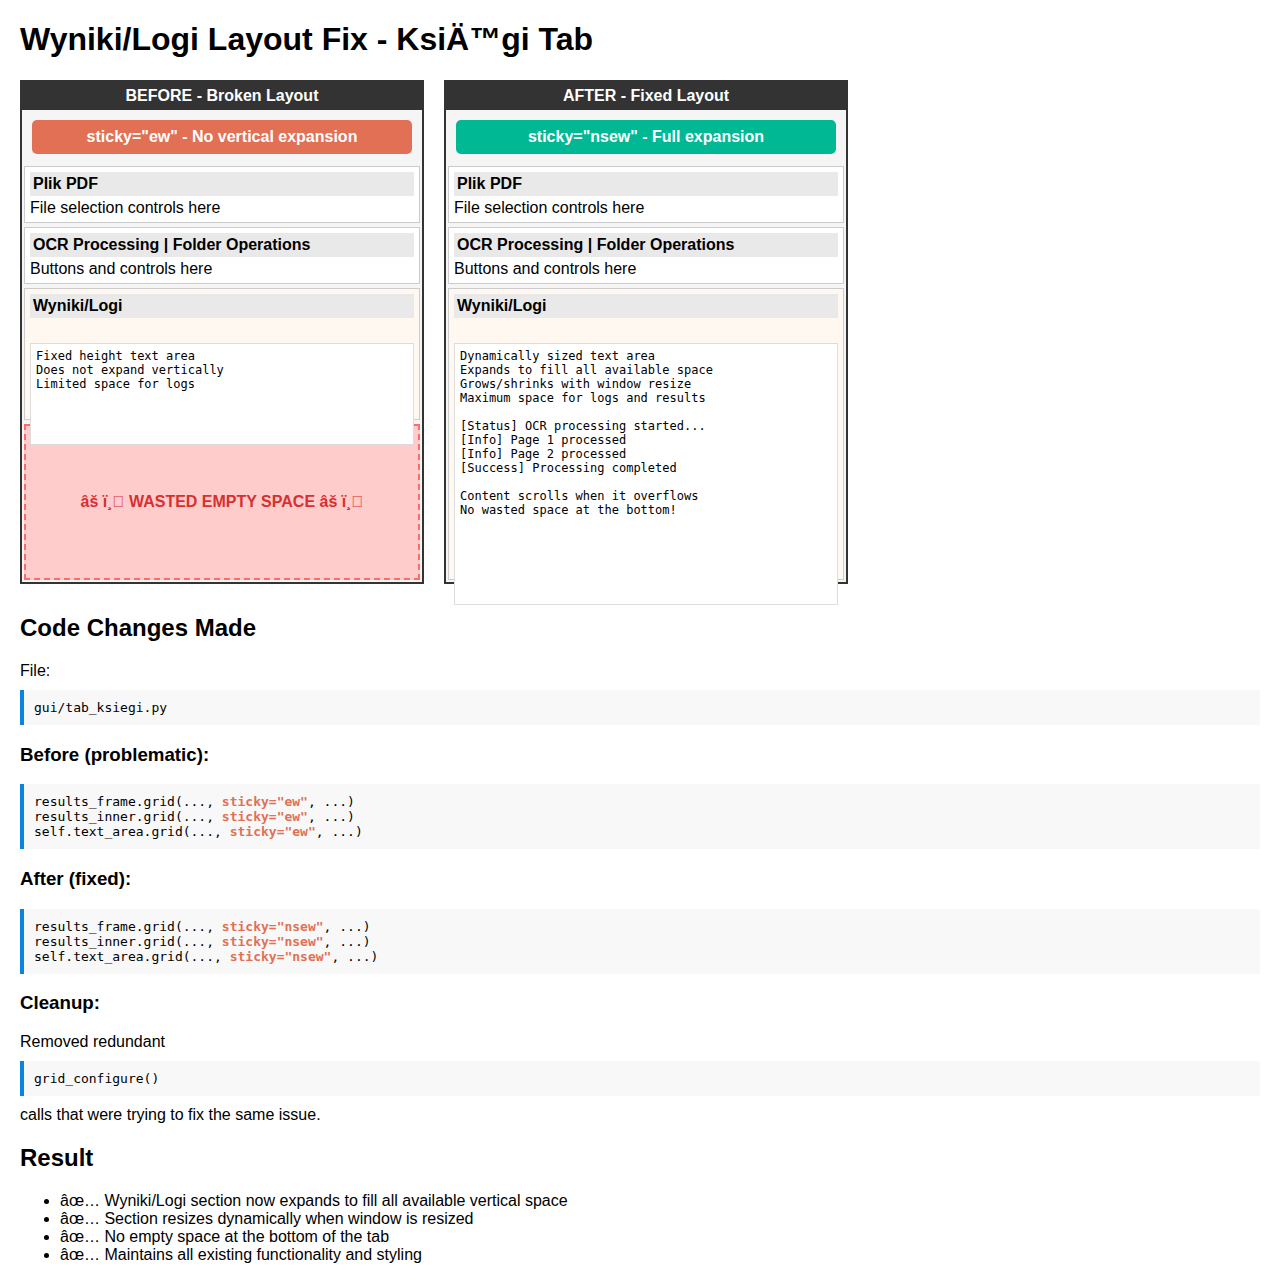 Wyniki/Logi Layout Fix - KsiÄ™gi Tab
BEFORE - Broken Layout
sticky="ew" - No vertical expansion
Plik PDF
File selection controls here
OCR Processing | Folder Operations
Buttons and controls here
Wyniki/Logi
Fixed height text area
Does not expand vertically
Limited space for logs
âš ï¸ WASTED EMPTY SPACE âš ï¸
AFTER - Fixed Layout
sticky="nsew" - Full expansion
Plik PDF
File selection controls here
OCR Processing | Folder Operations
Buttons and controls here
Wyniki/Logi
Dynamically sized text area
Expands to fill all available space
Grows/shrinks with window resize
Maximum space for logs and results
[Status] OCR processing started...
[Info] Page 1 processed
[Info] Page 2 processed
[Success] Processing completed
Content scrolls when it overflows
No wasted space at the bottom!
Code Changes Made
File:
gui/tab_ksiegi.py
Before (problematic):
results_frame.grid(..., sticky="ew", ...)
results_inner.grid(..., sticky="ew", ...)
self.text_area.grid(..., sticky="ew", ...)
After (fixed):
results_frame.grid(..., sticky="nsew", ...)
results_inner.grid(..., sticky="nsew", ...)
self.text_area.grid(..., sticky="nsew", ...)
Cleanup:
Removed redundant
grid_configure()
calls that were trying to fix the same issue.
Result
âœ… Wyniki/Logi section now expands to fill all available vertical space
âœ… Section resizes dynamically when window is resized
âœ… No empty space at the bottom of the tab
âœ… Maintains all existing functionality and styling